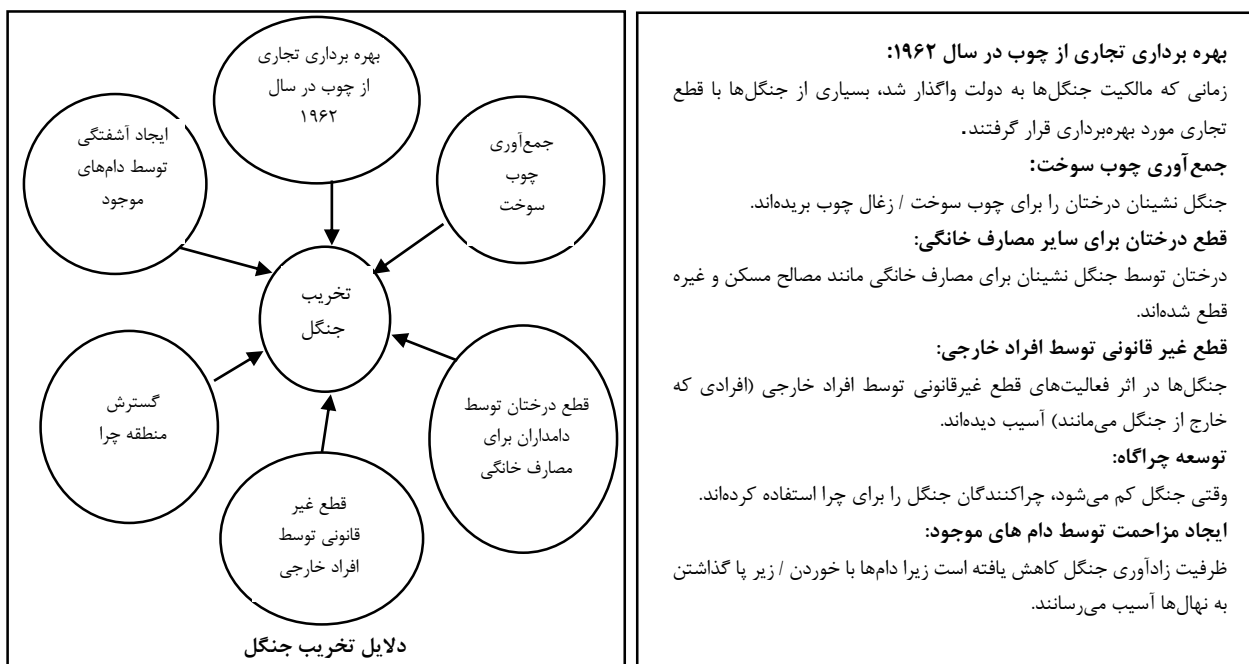 بهره برداری تجاری
از چوب در سال
۱۹۶۲
جمع‌آوری
چوب
سوخت
ایجاد آشفتگی
توسط دام‌های
موجود
تخریب
جنگل
گسترش
منطقه چرا
قطع درختان توسط
دامداران برای
مصارف خانگی
قطع غیر
قانونی توسط
افراد خارجی
دلایل تخریب جنگل
بهره برداری تجاری از چوب در سال ۱۹۶۲:
زمانی که مالکیت جنگل‌ها به دولت واگذار شد، بسیاری از جنگل‌ها با قطع
تجاری مورد بهره‌برداری قرار گرفتند.
جمع‌آوری چوب سوخت:
جنگل نشینان درختان را برای چوب سوخت / زغال چوب بریده‌اند.
قطع درختان برای سایر مصارف خانگی:
درختان توسط جنگل نشینان برای مصارف خانگی مانند مصالح مسکن و غیره
قطع شده‌اند.
قطع غیر قانونی توسط افراد خارجی:
جنگل‌ها در اثر فعالیت‌های قطع غیرقانونی توسط افراد خارجی (افرادی که
خارج از جنگل می‌مانند) آسیب دیده‌اند.
توسعه چراگاه:
وقتی جنگل کم می‌شود، چراکنندگان جنگل را برای چرا استفاده کرده‌اند.
ایجاد مزاحمت توسط دام های موجود:
ظرفیت زادآوری جنگل کاهش یافته است زیرا دام‌ها با خوردن / زیر پا گذاشتن
به نهال‌ها آسیب می‌رسانند.